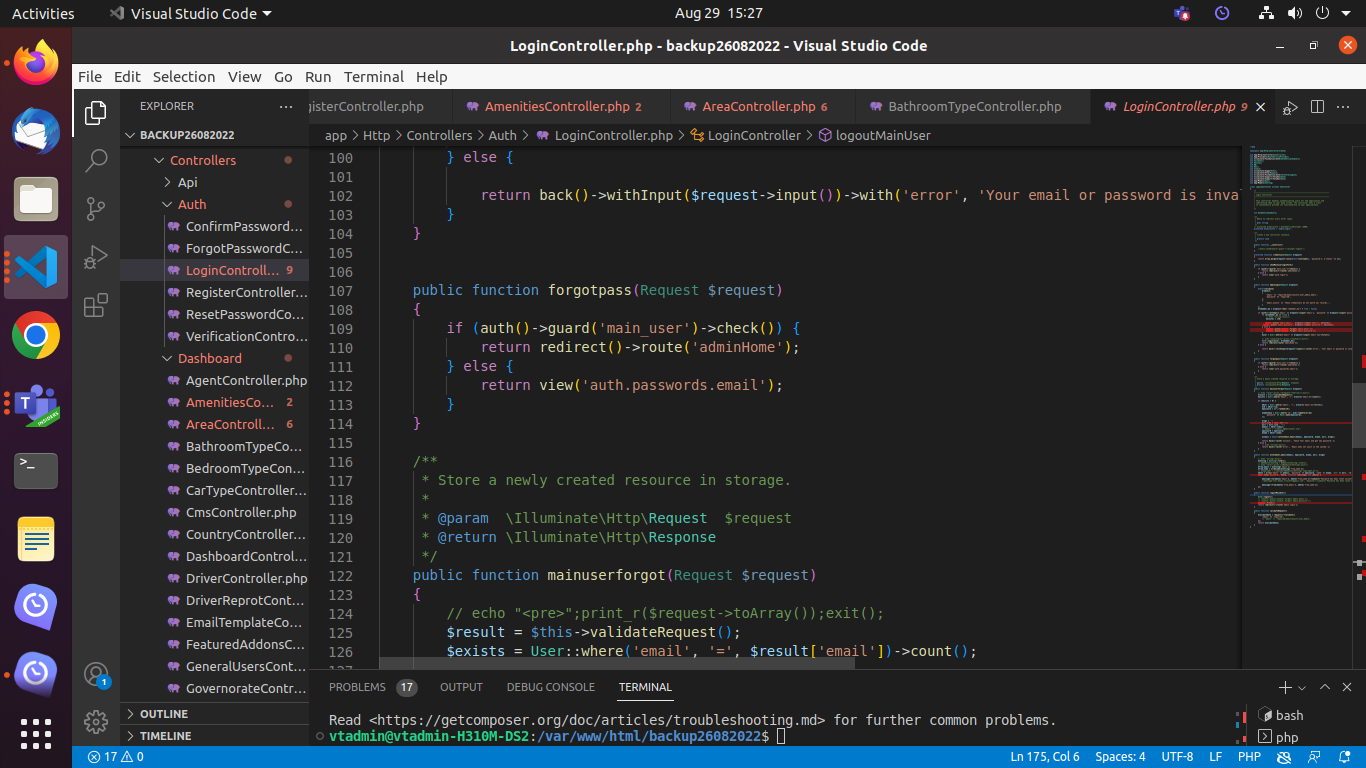 Activities
Visual Studio Code
Aug 29 15:27
LoginController.php - backup26082022 - Visual Studio Code
File Edit Selection View Go Run Terminal Help
EXPLORER
BACKUP26082022
Controllers
Api
Auth
ConfirmPassword...
ForgotPasswordC...
LoginControll... 9
RegisterController...
ResetPasswordCo...
VerificationContro...
Dashboard
AgentController.php
AmenitiesCo... 2
AreaControll... 6
BathroomTypeCo...
BedroomTypeCon...
CarTypeController...
CmsController.php
CountryController...
DashboardControl...
DriverController.php
DriverReprotCont...
EmailTemplateCo...
FeaturedAddonsC...
GeneralUsersCont...
GovernorateContr...
OUTLINE
TIMELINE
gisterController.php
AmenitiesController.php 2
AreaController.php 6
BathroomTypeController.php
LoginController.php 9
app > Http > Controllers > Auth > LoginController.php > LoginController > logoutMainUser
100 } else {
101
102 return back()->withInput($request->input())->with('error', 'Your email or password is inva
103 }
104 }
105
106
107 public function forgotpass(Request $request)
108 {
109 if (auth()->guard('main_user')->check()) {
110 return redirect()->route('adminHome');
111 } else {
112 return view('auth.passwords.email');
113 }
114 }
115
116 /**
117 * Store a newly created resource in storage.
118 *
119 * @param \Illuminate\Http\Request $request
120 * @return \Illuminate\Http\Response
121 */
122 public function mainuserforgot(Request $request)
123 {
124 // echo "<pre>";print_r($request->toArray());exit();
125 $result = $this->validateRequest();
126 $exists = User::where('email', '=', $result['email'])->count();
PROBLEMS 17 OUTPUT DEBUG CONSOLE TERMINAL
Read <https://getcomposer.org/doc/articles/troubleshooting.md> for further common problems.
vtadmin@vtadmin-H310M-DS2:/var/www/html/backup26082022$
bash
php
17 0
Ln 175, Col 6 Spaces: 4 UTF-8 LF PHP